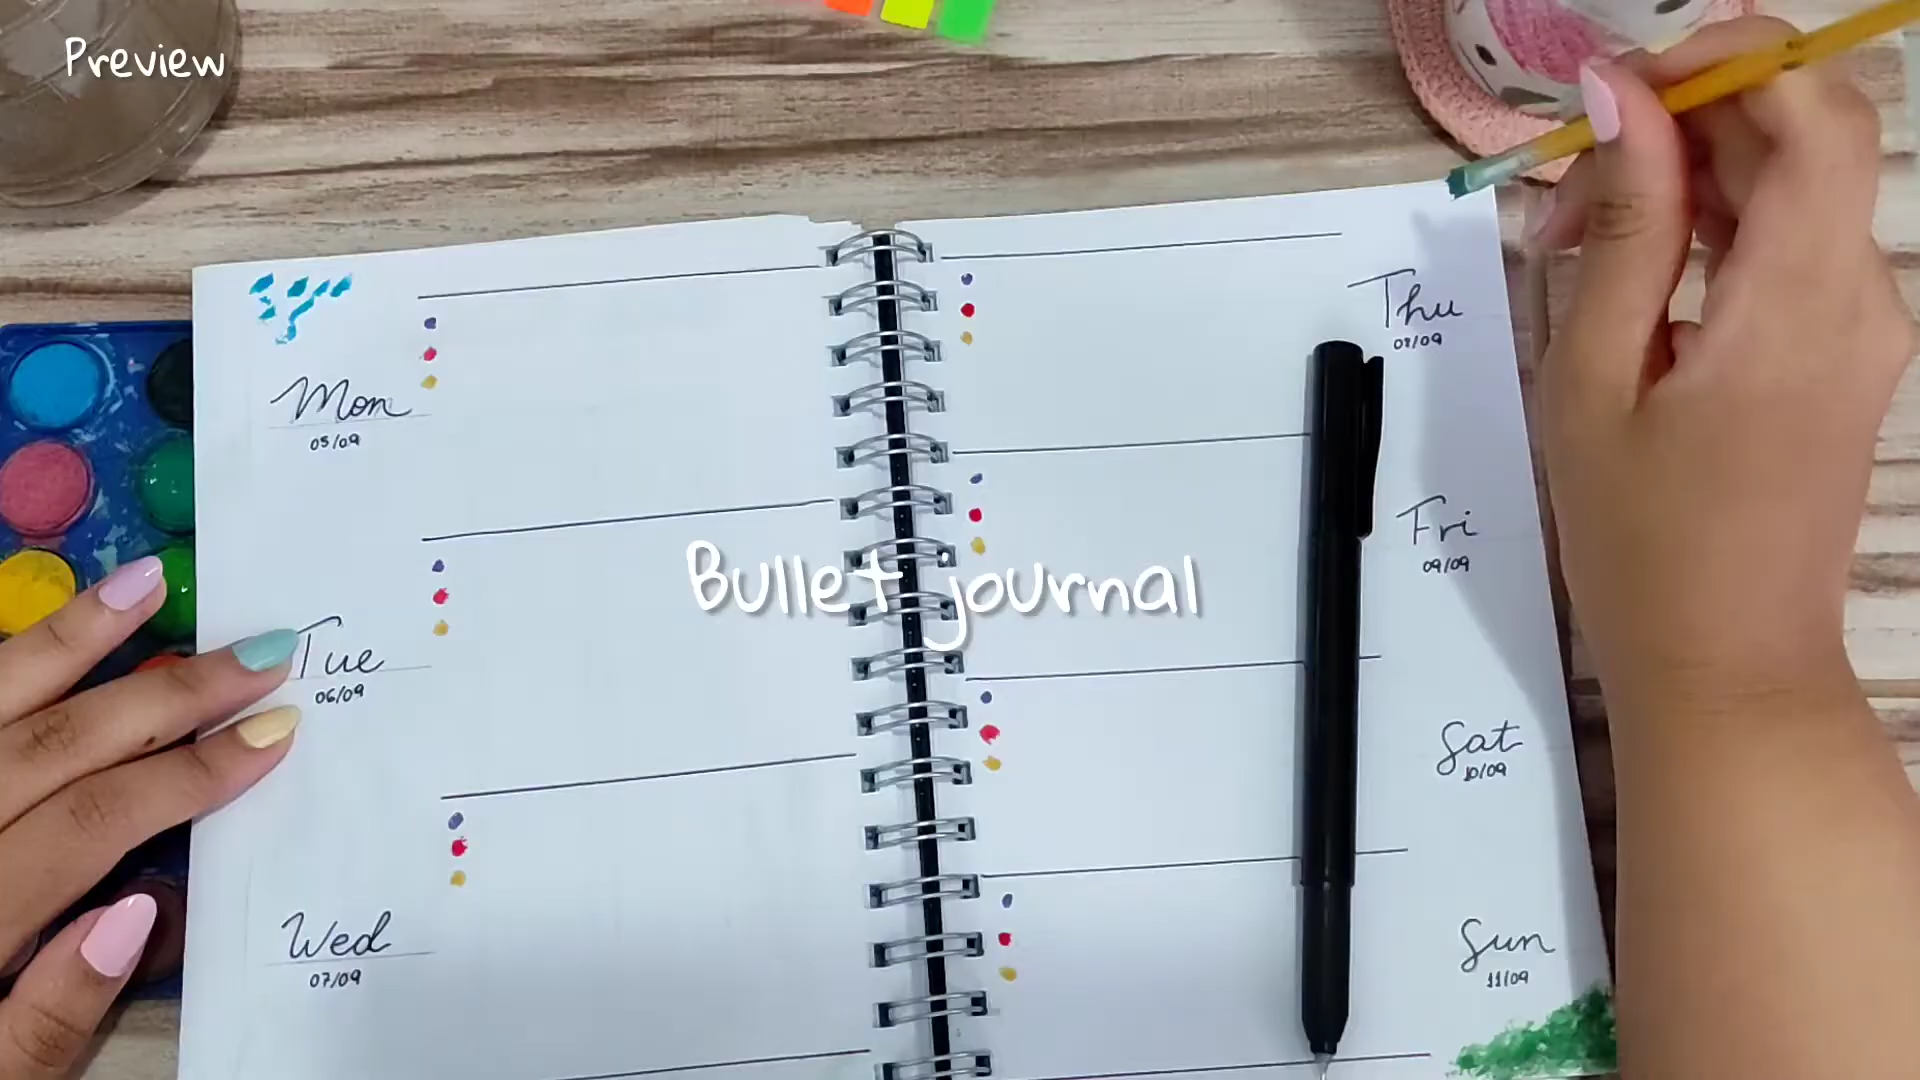 Preview
Mon
05/09
Tue
06/09
Wed
07/09
Thu
08/09
Fri
09/09
Sat
10/09
Sun
11/09
Bullet journal